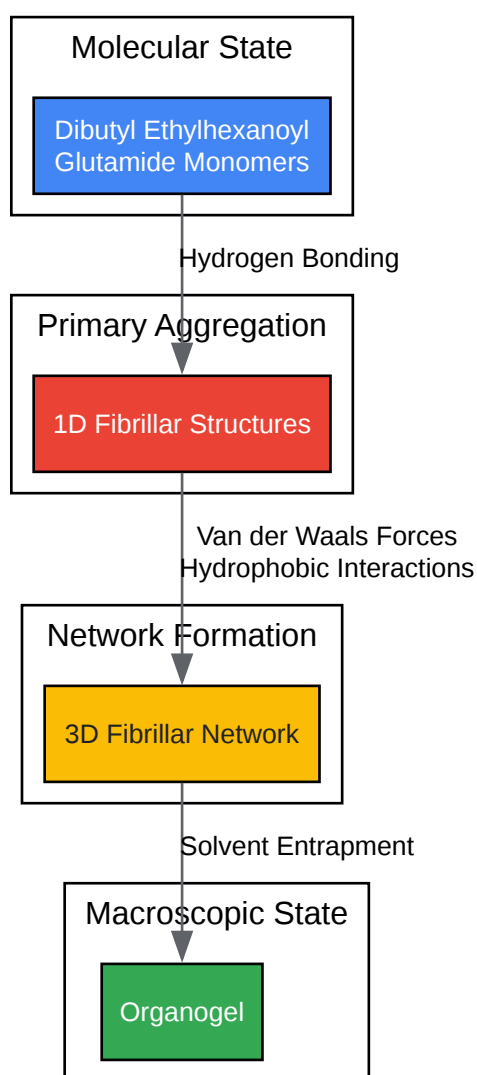 Molecular State
Dibutyl Ethylhexanoyl
Glutamide Monomers
Hydrogen Bonding
Primary Aggregation
1D Fibrillar Structures
Van der Waals Forces
Hydrophobic Interactions
Network Formation
3D Fibrillar Network
Solvent Entrapment
Macroscopic State
Organogel